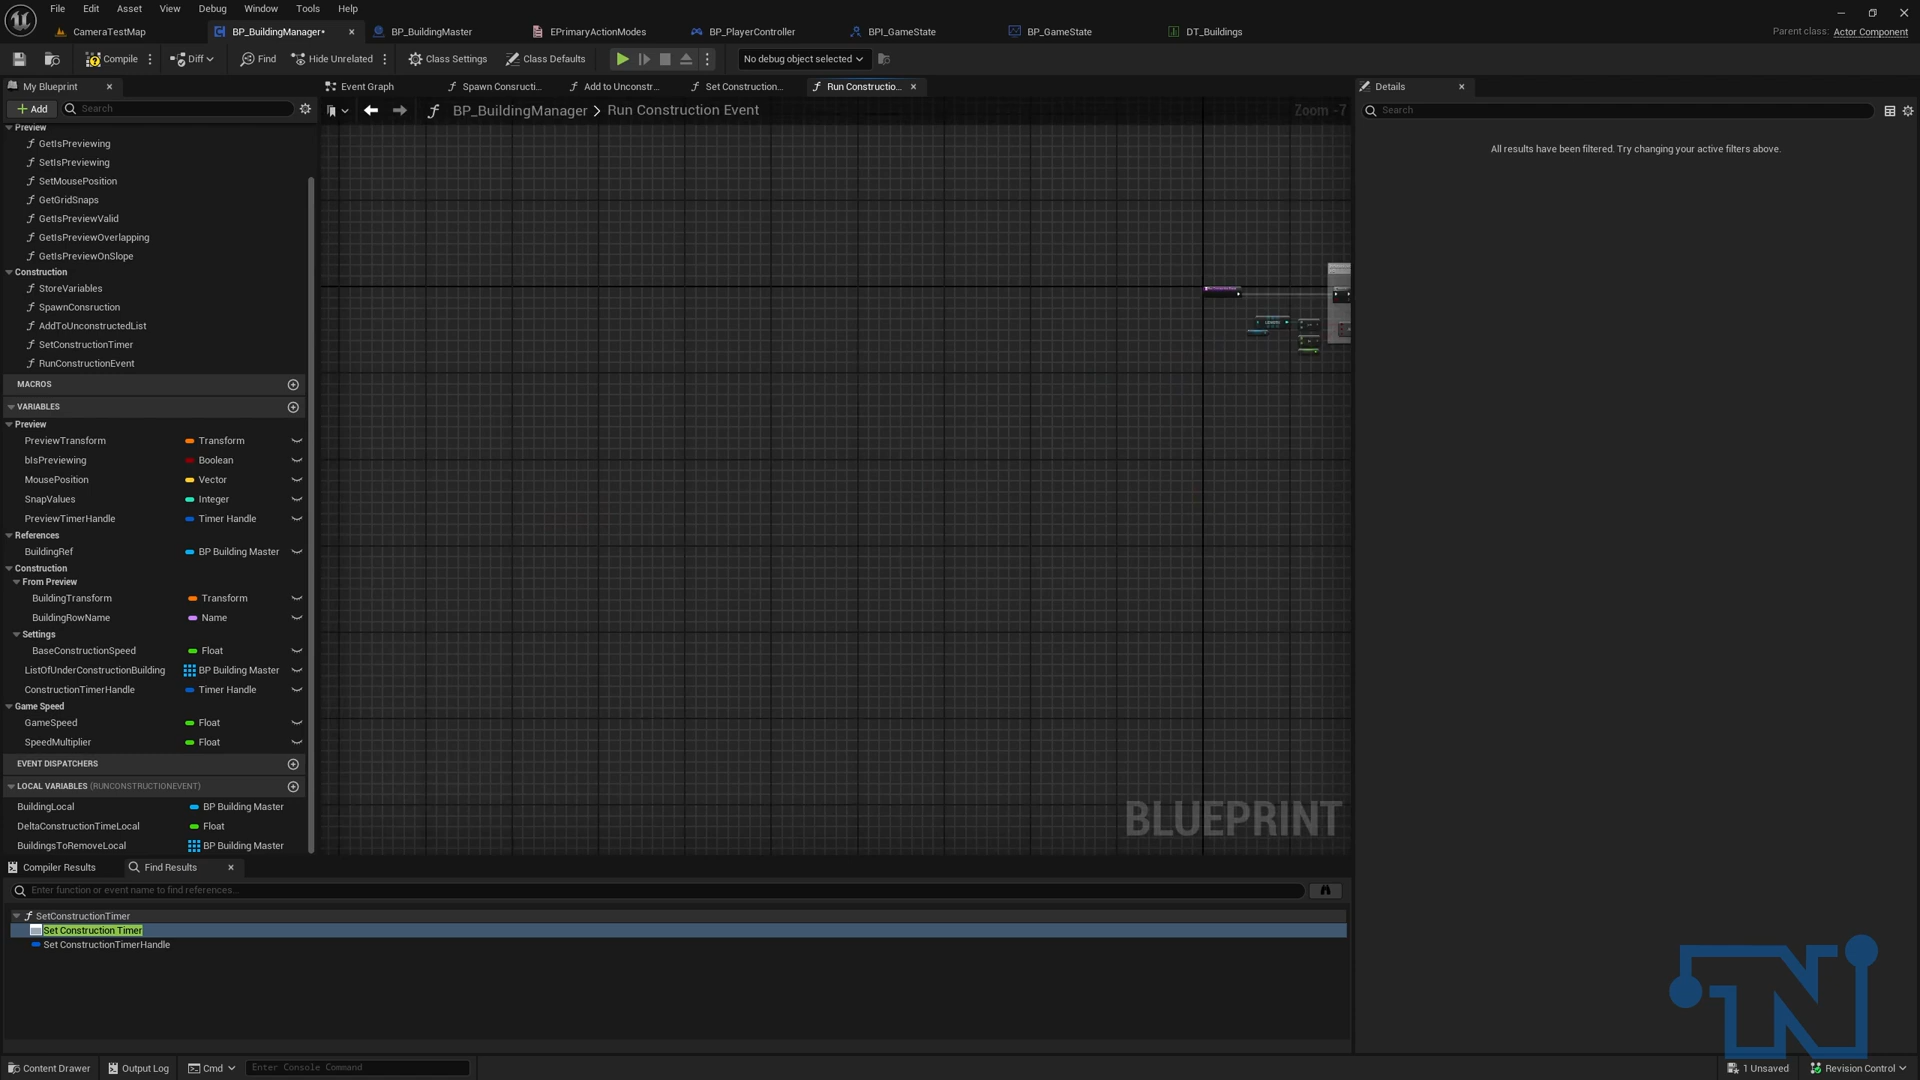 File Edit Asset View Debug Window Tools Help
CameraTestMap BP_BuildingManager• BP_BuildingMaster EPrimaryActionModes BP_PlayerController BPI_GameState BP_GameState DT_Buildings Parent class: Actor Component
Compile Diff Find Hide Unrelated Class Settings Class Defaults No debug object selected
My Blueprint Event Graph Spawn Consructi... Add to Unconstr... Set Construction... Run Constructio... Details
Add Search BP_BuildingManager > Run Construction Event Zoom -7 Search
All results have been filtered. Try changing your active filters above.
Preview
GetIsPreviewing
SetIsPreviewing
SetMousePosition
GetGridSnaps
GetIsPreviewValid
GetIsPreviewOverlapping
GetIsPreviewOnSlope
Construction
StoreVariables
SpawnConsruction
AddToUnconstructedList
SetConstructionTimer
RunConstructionEvent
MACROS
VARIABLES
Preview
PreviewTransform Transform
bIsPreviewing Boolean
MousePosition Vector
SnapValues Integer
PreviewTimerHandle Timer Handle
References
BuildingRef BP Building Master
Construction
From Preview
BuildingTransform Transform
BuildingRowName Name
Settings
BaseConstructionSpeed Float
ListOfUnderConstructionBuilding BP Building Master
ConstructionTimerHandle Timer Handle
Game Speed
GameSpeed Float
SpeedMultiplier Float
EVENT DISPATCHERS
LOCAL VARIABLES (RUNCONSTRUCTIONEVENT)
BuildingLocal BP Building Master
DeltaConstructionTimeLocal Float
BuildingsToRemoveLocal BP Building Master
BLUEPRINT
Compiler Results Find Results
Enter function or event name to find references...
SetConstructionTimer
Set Construction Timer
Set ConstructionTimerHandle
TN
Content Drawer Output Log Cmd Enter Console Command 1 Unsaved Revision Control